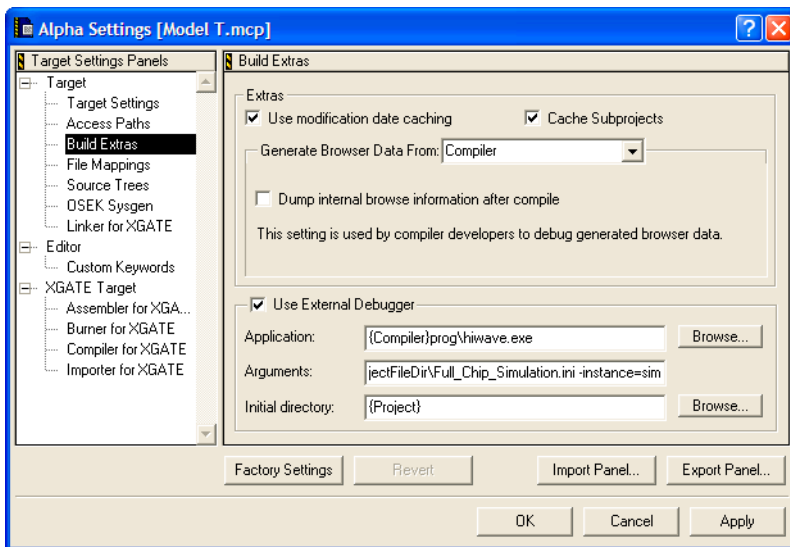 Alpha Settings [Model T.mcp]
Target Settings Panels
Target
Target Settings
Access Paths
Build Extras
File Mappings
Source Trees
OSEK Sysgen
Linker for XGATE
Editor
Custom Keywords
XGATE Target
Assembler for XGA...
Burner for XGATE
Compiler for XGATE
Importer for XGATE
Build Extras
Extras
Use modification date caching
Cache Subprojects
Generate Browser Data From: Compiler
Dump internal browse information after compile
This setting is used by compiler developers to debug generated browser data.
Use External Debugger
Application: {Compiler}prog\hiwave.exe Browse...
Arguments: jectFileDir\Full_Chip_Simulation.ini -instance=sim
Initial directory: {Project} Browse...
Factory Settings Revert Import Panel... Export Panel...
OK Cancel Apply